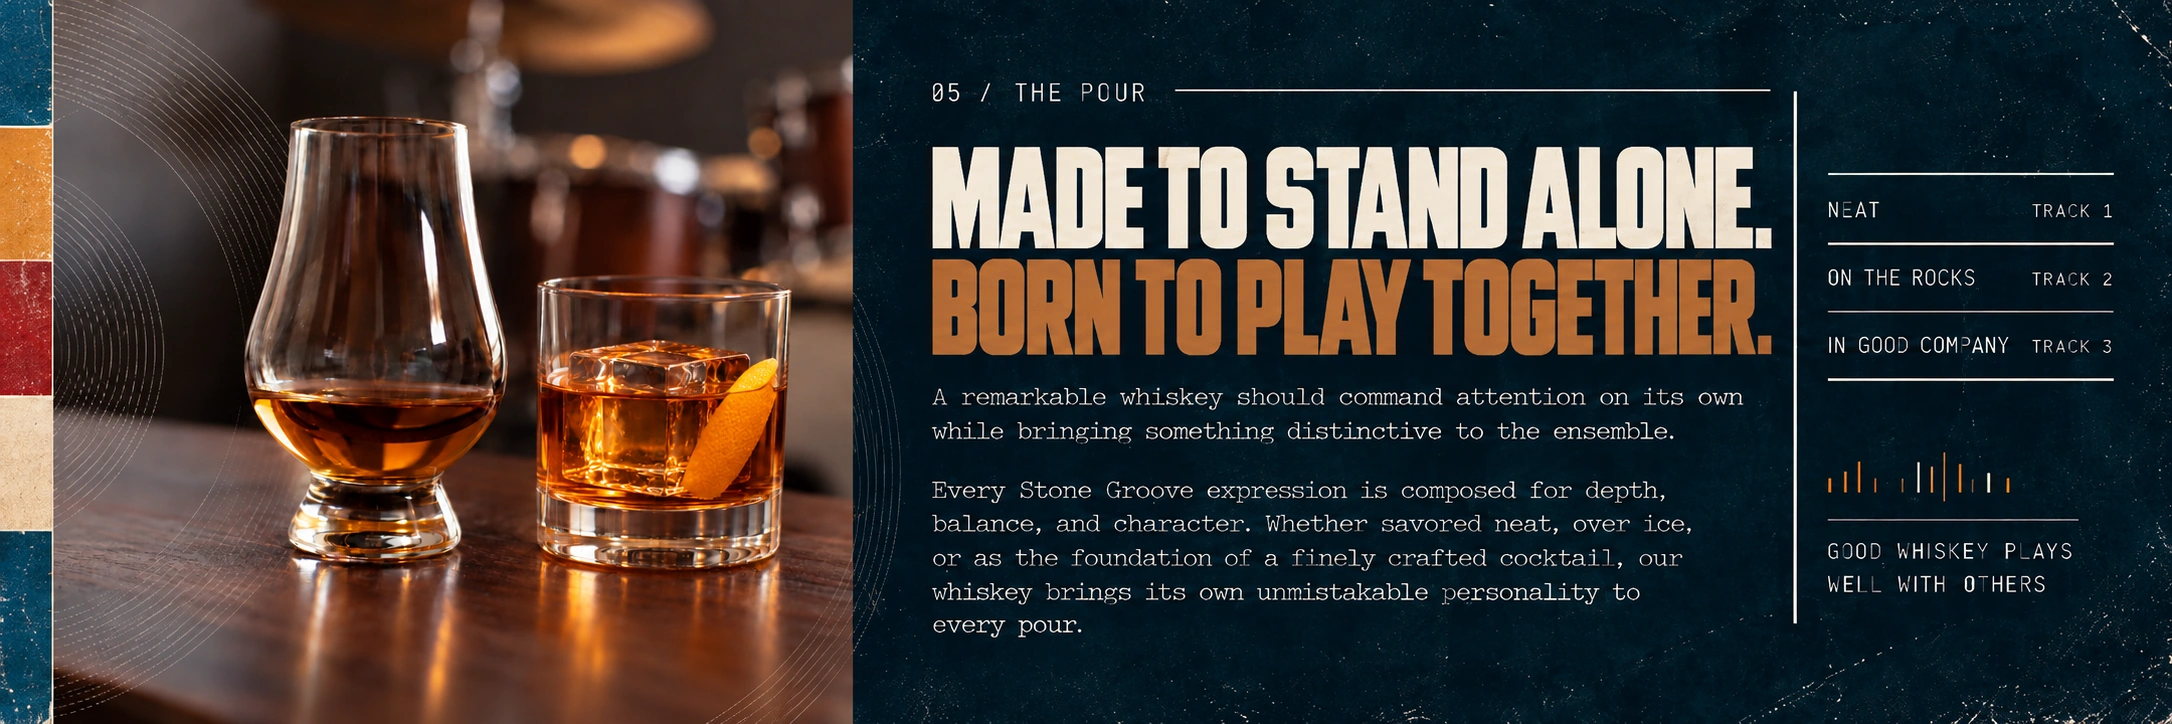 05 / THE POUR
MADE TO STAND ALONE.
BORN TO PLAY TOGETHER.
A remarkable whiskey should command attention on its own
while bringing something distinctive to the ensemble.
Every Stone Groove expression is composed for depth,
balance, and character. Whether savored neat, over ice,
or as the foundation of a finely crafted cocktail, our
whiskey brings its own unmistakable personality to
every pour.
NEAT TRACK 1
ON THE ROCKS TRACK 2
IN GOOD COMPANY TRACK 3
GOOD WHISKEY PLAYS
WELL WITH OTHERS